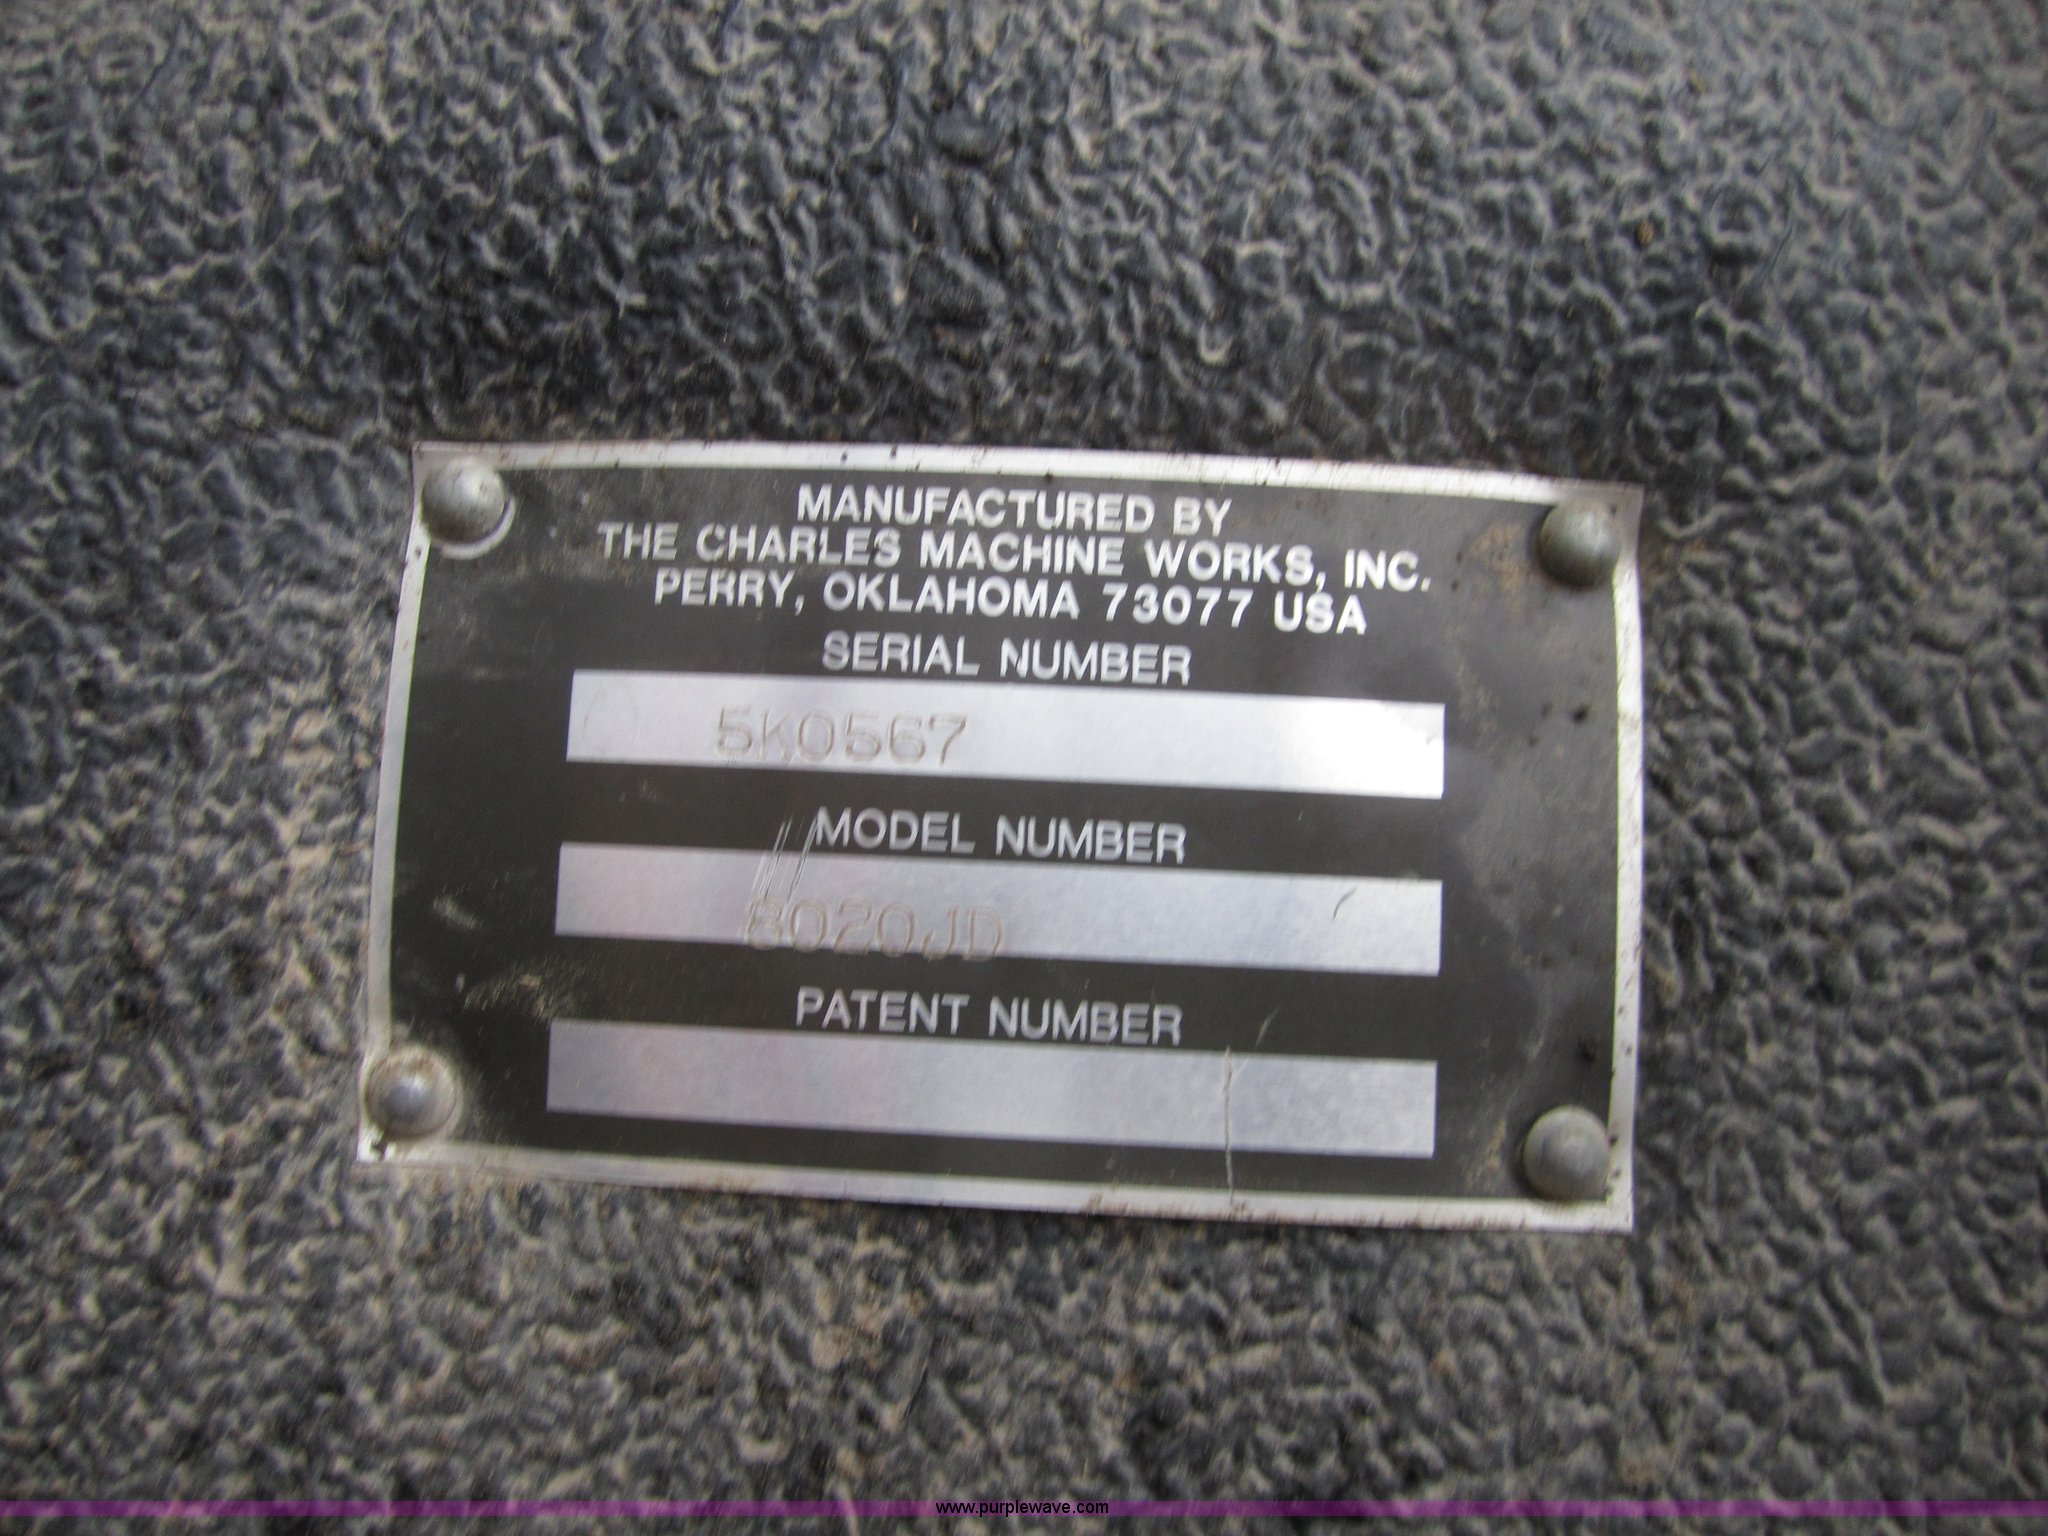 MANUFACTURED BY
THE CHARLES MACHINE WORKS, INC.
PERRY, OKLAHOMA 73077 USA
SERIAL NUMBER
5K0567
MODEL NUMBER
8020JD
PATENT NUMBER
www.purplewave.com